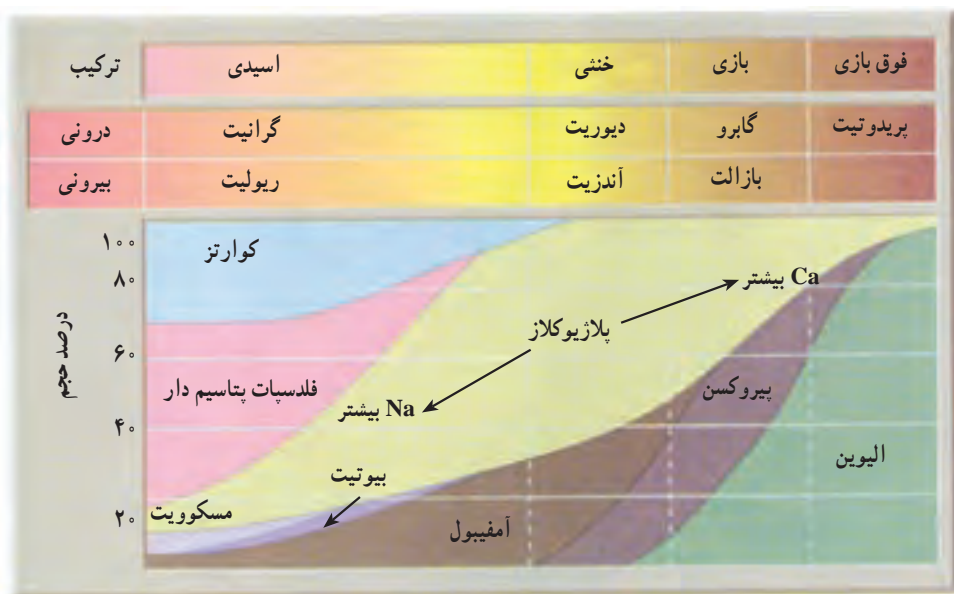 ترکیب اسیدی خنثی بازی فوق بازی
درونی گرانیت دیوریت گابرو پریدوتیت
بیرونی ریولیت آندزیت بازالت
درصد حجم
۱۰۰
۸۰
۶۰
۴۰
۲۰
کوارتز
Ca بیشتر
پلاژیوکلاز
فلدسپات پتاسیم دار
Na بیشتر
پیروکسن
الیوین
بیوتیت
مسکوویت
آمفیبول